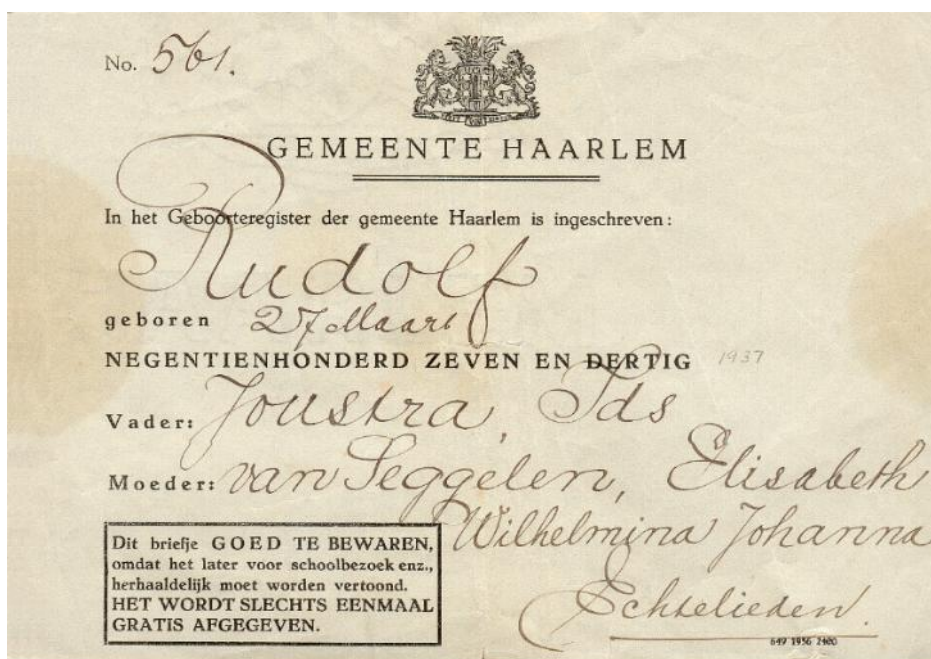 No. 561.
GEMEENTE HAARLEM
In het Geboorteregister der gemeente Haarlem is ingeschreven:
Rudolf
geboren 27 Maart
NEGENTIENHONDERD ZEVEN EN DERTIG 1937
Vader: Joustra, Ids
Moeder: van Seggelen, Elisabeth
Wilhelmina Johanna
Echtelieden.
Dit briefje GOED TE BEWAREN,
omdat het later voor schoolbezoek enz.,
herhaaldelijk moet worden vertoond.
HET WORDT SLECHTS EENMAAL
GRATIS AFGEGEVEN.
649 1936 2400